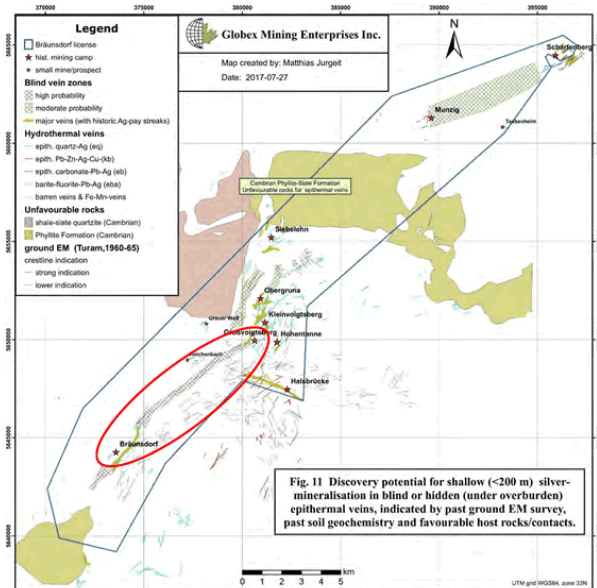 370000
375000
380000
385000
390000
395000
Legend
Bräunsdorf license
hist. mining camp
small mine/prospect
Blind vein zones
high probability
moderate probability
major veins (with historic Ag-pay streaks)
Hydrothermal veins
epith. quartz-Ag (eq)
epith. Pb-Zn-Ag-Cu-(kb)
epith. carbonate-Pb-Ag (eb)
barite-fluorite-Pb-Ag (eba)
barren veins & Fe-Mn-veins
Unfavourable rocks
shale-slate quartzite (Cambrian)
Phyllite Formation (Cambrian)
ground EM (Turam,1960-65)
crestline indication
strong indication
lower indication
Globex Mining Enterprises Inc.
Map created by: Matthias Jurgeit
Date: 2017-07-27
N
5665000
5660000
5655000
5650000
5645000
5640000
Scharfenberg
Munzig
Taubenheim
Cambrian Phyllite-Slate Formation
Unfavourable rocks for epithermal veins
Siebelehn
Obergruna
Kleinvoigtsberg
Grauer Wolf
Großvoigtsberg
Hohentanne
Reichenbach
Halsbrücke
Bräunsdorf
Fig. 11 Discovery potential for shallow (<200 m) silver-
mineralisation in blind or hidden (under overburden)
epithermal veins, indicated by past ground EM survey,
past soil geochemistry and favourable host rocks/contacts.
0 1 2 3 4 5
km
UTM grid WGS84, zone 33N